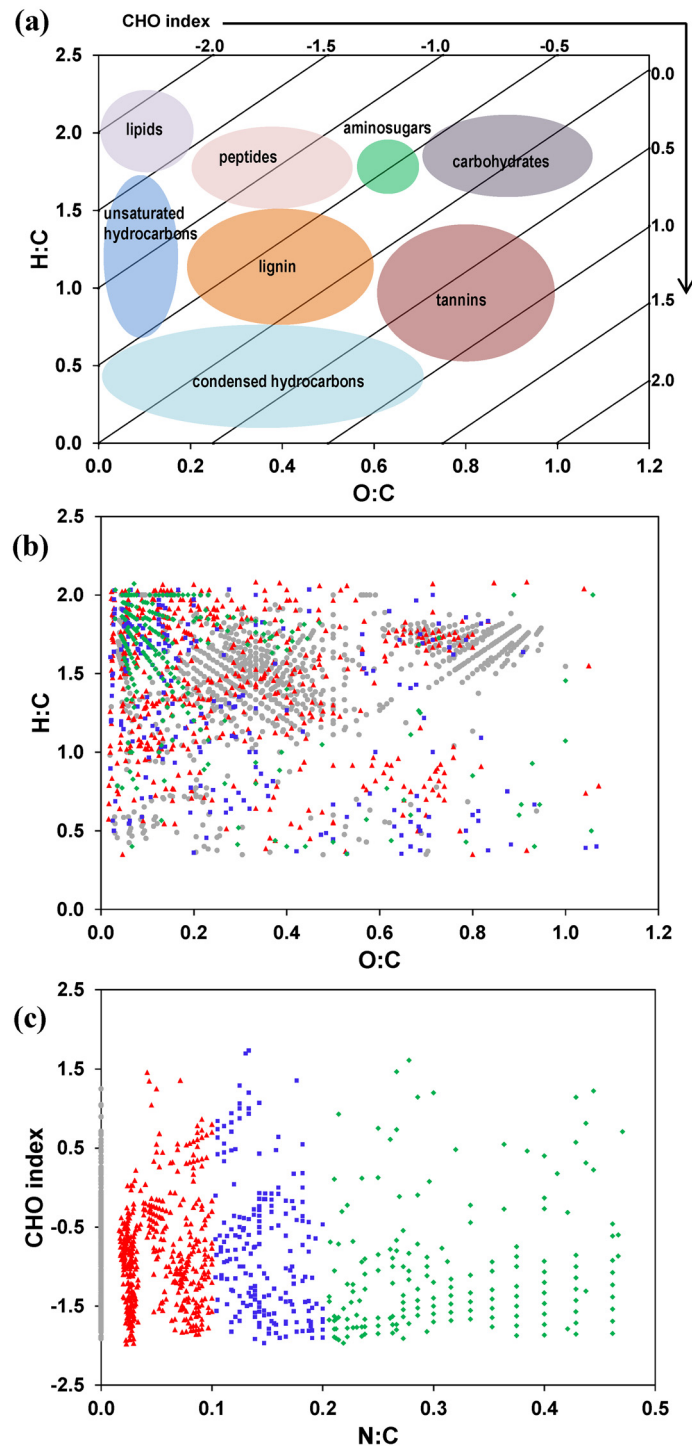 (a)
CHO index
-2.0 -1.5 -1.0 -0.5
2.5 0.0
lipids
aminosugars
2.0 peptides carbohydrates 0.5
unsaturated
hydrocarbons
1.5 1.0
H:C
lignin
1.0 tannins 1.5
0.5 condensed hydrocarbons 2.0
0.0
0.0 0.2 0.4 0.6 0.8 1.0 1.2
O:C
(b)
2.5
2.0
1.5
H:C
1.0
0.5
0.0
0.0 0.2 0.4 0.6 0.8 1.0 1.2
O:C
(c)
2.5
1.5
0.5
CHO index
-0.5
-1.5
-2.5
0.0 0.1 0.2 0.3 0.4 0.5
N:C